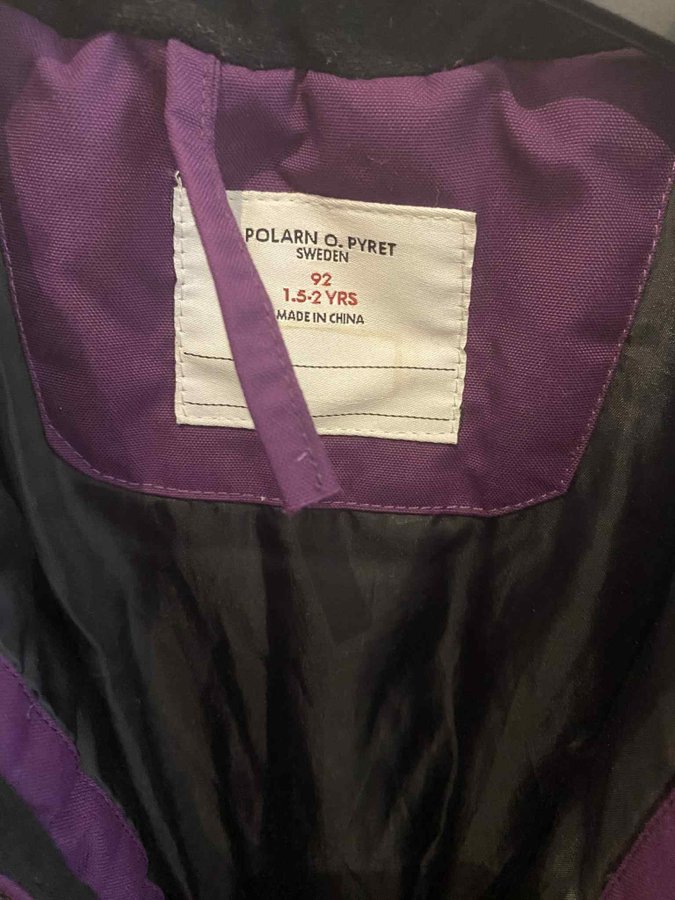 POLARN O. PYRET
SWEDEN
92
1.5-2 YRS
MADE IN CHINA